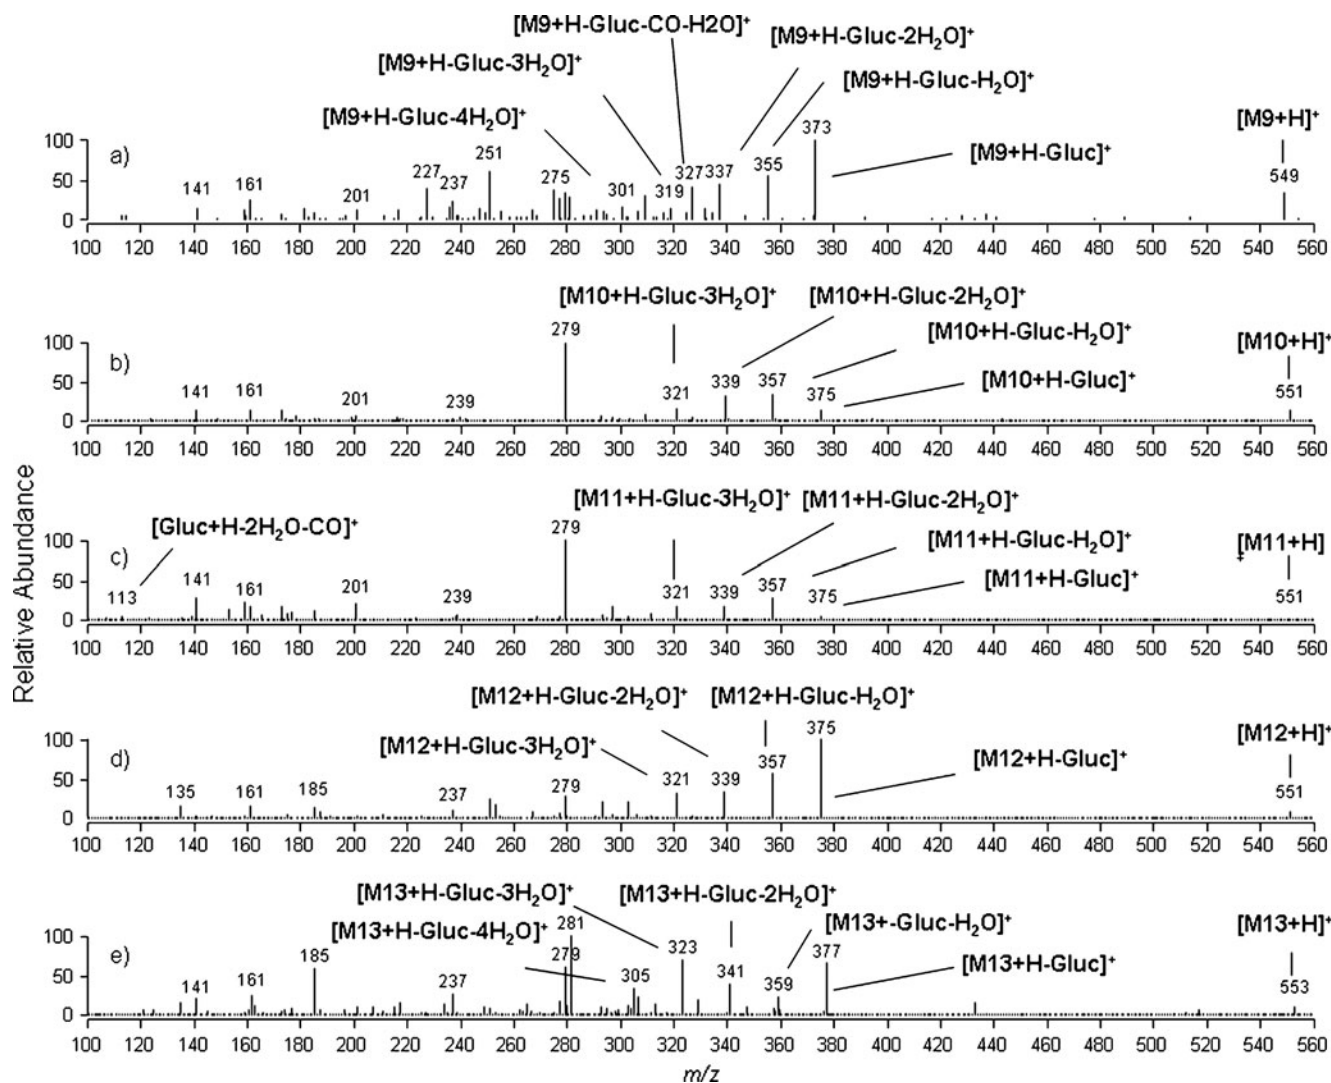 [M9+H-Gluc-CO-H2O]⁺
[M9+H-Gluc-2H₂O]⁺
[M9+H-Gluc-3H₂O]⁺
[M9+H-Gluc-H₂O]⁺
[M9+H-Gluc-4H₂O]⁺
[M9+H]⁺
[M9+H-Gluc]⁺
a)
100
50
0
141 161 201 227 237 251 275 301 319 327 337 355 373 549
100 120 140 160 180 200 220 240 260 280 300 320 340 360 380 400 420 440 460 480 500 520 540 560
[M10+H-Gluc-3H₂O]⁺ [M10+H-Gluc-2H₂O]⁺
[M10+H-Gluc-H₂O]⁺
[M10+H]⁺
[M10+H-Gluc]⁺
b)
100
50
0
141 161 201 239 279 321 339 357 375 551
100 120 140 160 180 200 220 240 260 280 300 320 340 360 380 400 420 440 460 480 500 520 540 560
[M11+H-Gluc-3H₂O]⁺ [M11+H-Gluc-2H₂O]⁺
[Gluc+H-2H₂O-CO]⁺
[M11+H-Gluc-H₂O]⁺
[M11+H]
‡
[M11+H-Gluc]⁺
c)
100
50
0
113 141 161 201 239 279 321 339 357 375 551
100 120 140 160 180 200 220 240 260 280 300 320 340 360 380 400 420 440 460 480 500 520 540 560
[M12+H-Gluc-2H₂O]⁺ [M12+H-Gluc-H₂O]⁺
[M12+H-Gluc-3H₂O]⁺
[M12+H]⁺
[M12+H-Gluc]⁺
d)
100
50
0
135 161 185 237 279 321 339 357 375 551
100 120 140 160 180 200 220 240 260 280 300 320 340 360 380 400 420 440 460 480 500 520 540 560
[M13+H-Gluc-3H₂O]⁺ [M13+H-Gluc-2H₂O]⁺
[M13+H-Gluc-4H₂O]⁺
[M13+-Gluc-H₂O]⁺
[M13+H]⁺
[M13+H-Gluc]⁺
e)
100
50
0
141 161 185 237 279 281 305 323 341 359 377 553
100 120 140 160 180 200 220 240 260 280 300 320 340 360 380 400 420 440 460 480 500 520 540 560
Relative Abundance
m/z